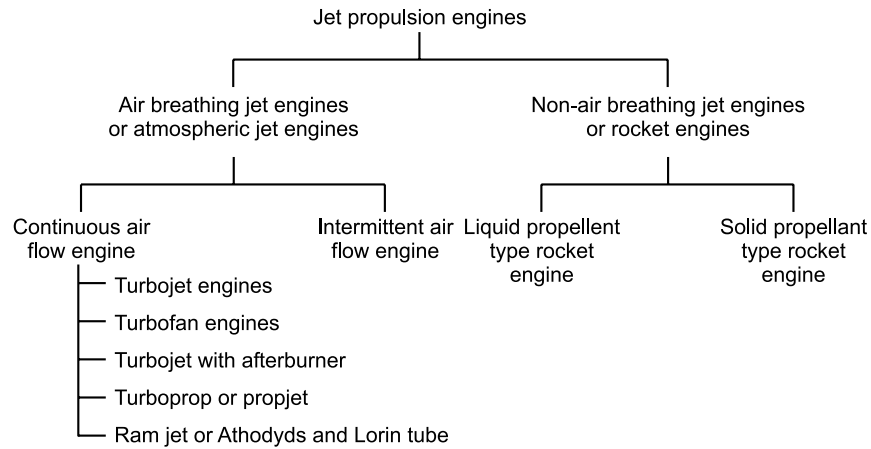 Jet propulsion engines
Air breathing jet engines
or atmospheric jet engines
Non-air breathing jet engines
or rocket engines
Continuous air
flow engine
Intermittent air
flow engine
Liquid propellent
type rocket
engine
Solid propellant
type rocket
engine
Turbojet engines
Turbofan engines
Turbojet with afterburner
Turboprop or propjet
Ram jet or Athodyds and Lorin tube